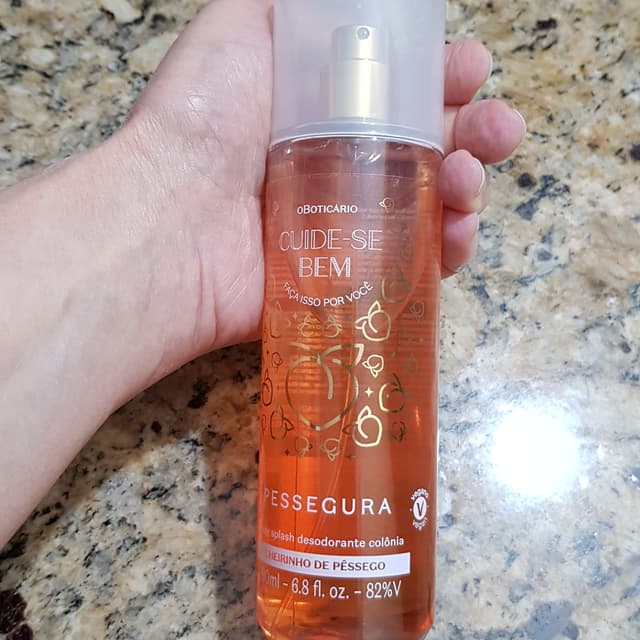 oBOTICÁRIO
CUIDE-SE
BEM
FAÇA ISSO POR VOCÊ
PESSEGURA
vegano
V
vegan
splash desodorante colônia
CHEIRINHO DE PÊSSEGO
ml - 6.8 fl. oz. - 82%V